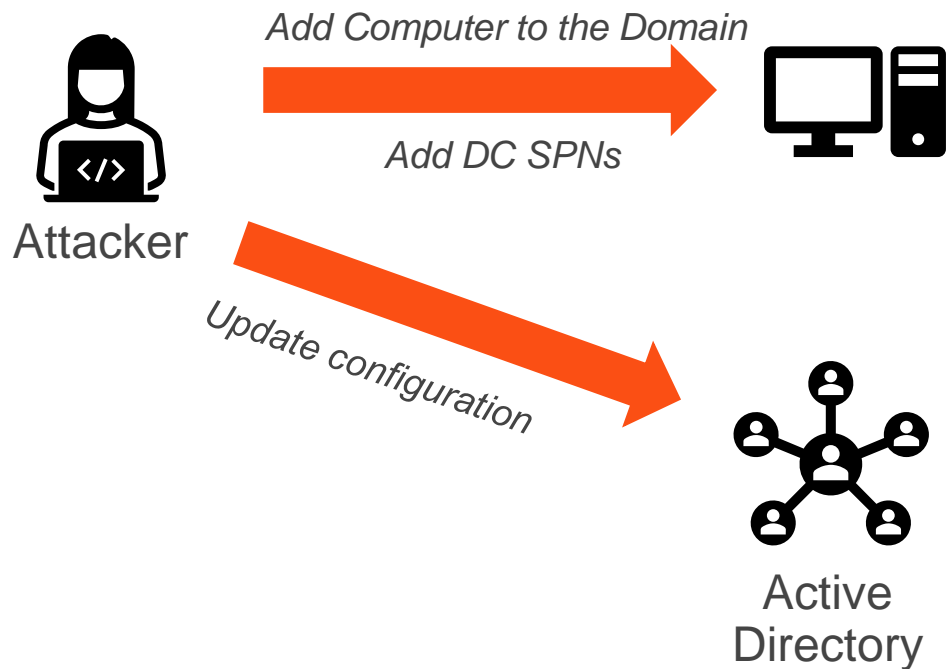 Add Computer to the Domain
Add DC SPNs
</>
Attacker
Update configuration
Active
Directory